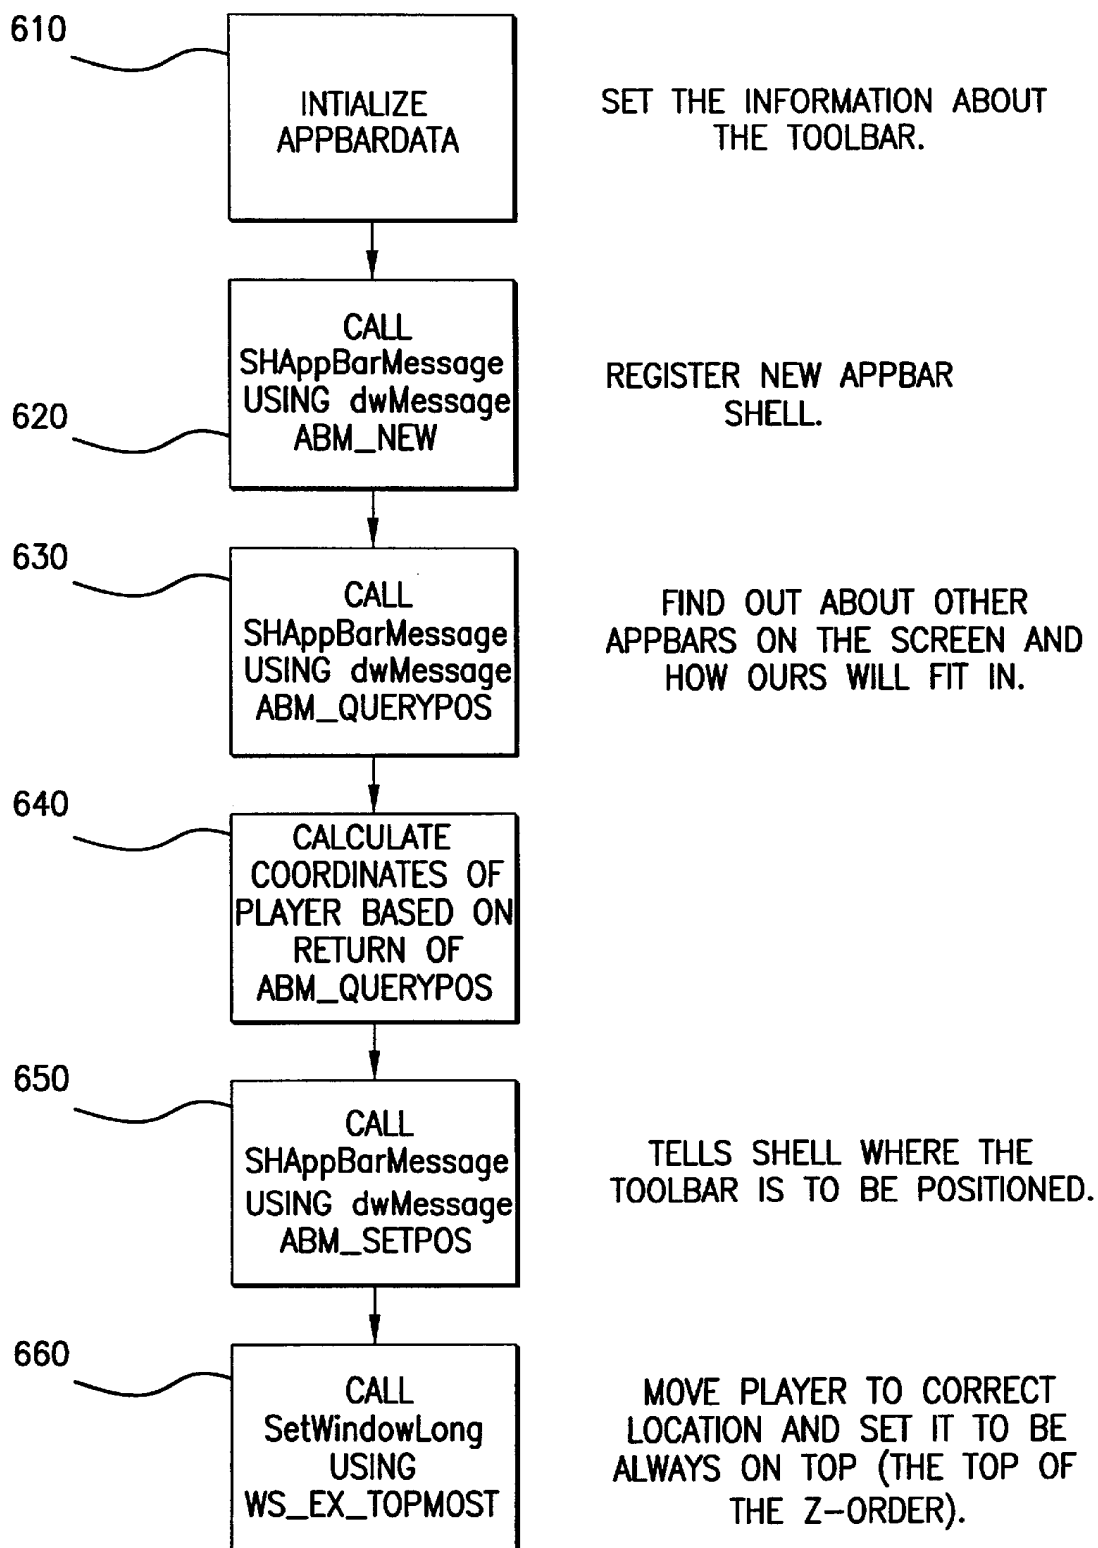 610
INTIALIZE
APPBARDATA
SET THE INFORMATION ABOUT
THE TOOLBAR.
620
CALL
SHAppBarMessage
USING dwMessage
ABM_NEW
REGISTER NEW APPBAR
SHELL.
630
CALL
SHAppBarMessage
USING dwMessage
ABM_QUERYPOS
FIND OUT ABOUT OTHER
APPBARS ON THE SCREEN AND
HOW OURS WILL FIT IN.
640
CALCULATE
COORDINATES OF
PLAYER BASED ON
RETURN OF
ABM_QUERYPOS
650
CALL
SHAppBarMessage
USING dwMessage
ABM_SETPOS
TELLS SHELL WHERE THE
TOOLBAR IS TO BE POSITIONED.
660
CALL
SetWindowLong
USING
WS_EX_TOPMOST
MOVE PLAYER TO CORRECT
LOCATION AND SET IT TO BE
ALWAYS ON TOP (THE TOP OF
THE Z-ORDER).